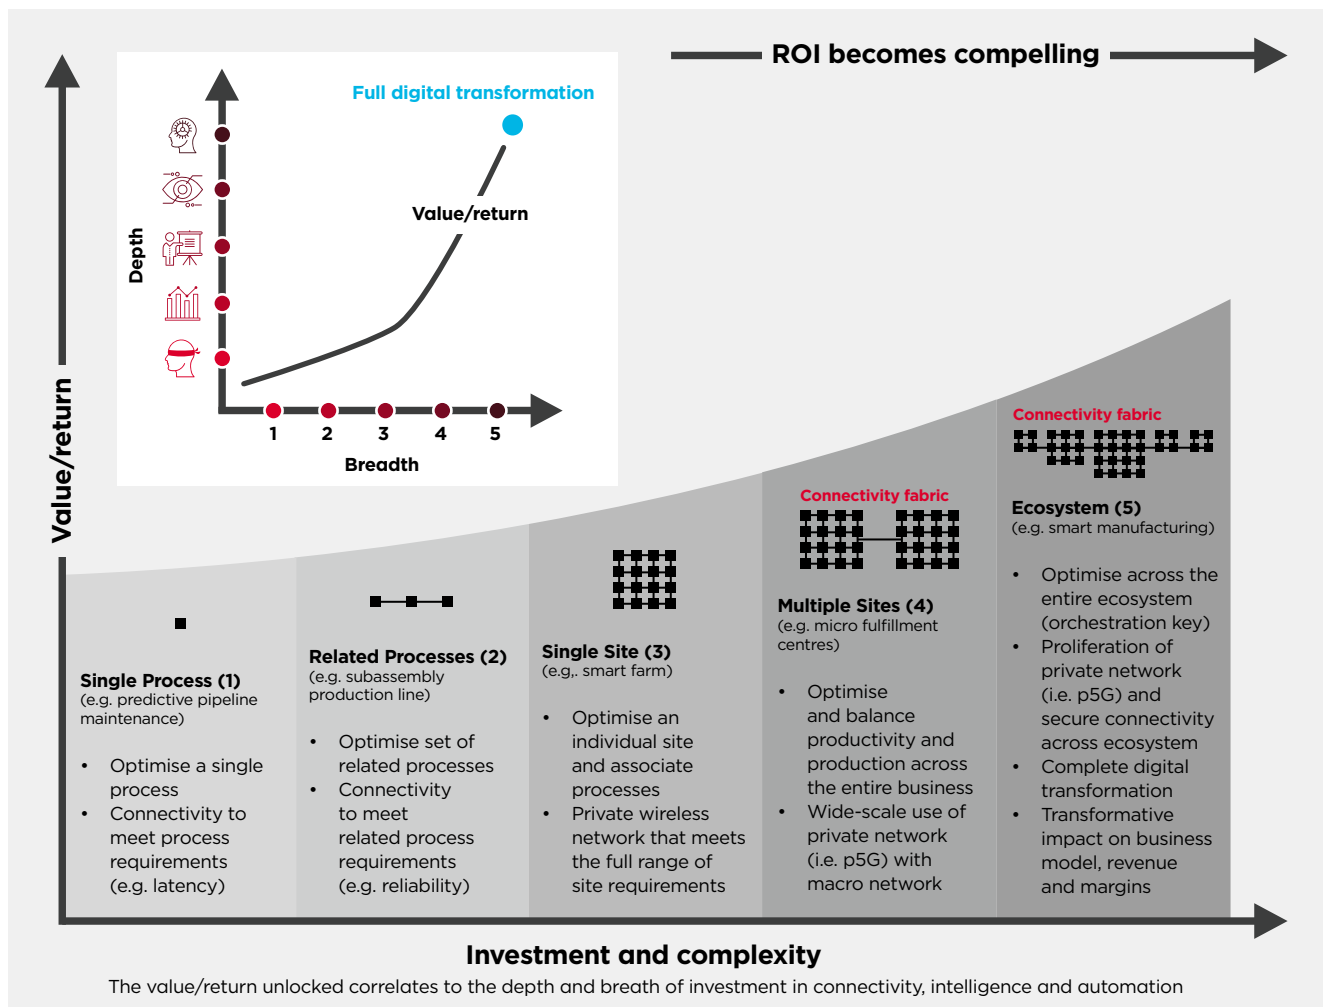 ROI becomes compelling
Full digital transformation
Value/return
Depth
1 2 3 4 5
Breadth
Value/return
Single Process (1)
(e.g. predictive pipeline
maintenance)
• Optimise a single
process
• Connectivity to
meet process
requirements
(e.g. latency)
Related Processes (2)
(e.g. subassembly
production line)
• Optimise set of
related processes
• Connectivity
to meet
related process
requirements
(e.g. reliability)
Single Site (3)
(e.g,. smart farm)
• Optimise an
individual site
and associate
processes
• Private wireless
network that meets
the full range of
site requirements
Connectivity fabric
Multiple Sites (4)
(e.g. micro fulfillment
centres)
• Optimise
and balance
productivity and
production across
the entire business
• Wide-scale use of
private network
(i.e. p5G) with
macro network
Connectivity fabric
Ecosystem (5)
(e.g. smart manufacturing)
• Optimise across the
entire ecosystem
(orchestration key)
• Proliferation of
private network
(i.e. p5G) and
secure connectivity
across ecosystem
• Complete digital
transformation
• Transformative
impact on business
model, revenue
and margins
Investment and complexity
The value/return unlocked correlates to the depth and breath of investment in connectivity, intelligence and automation